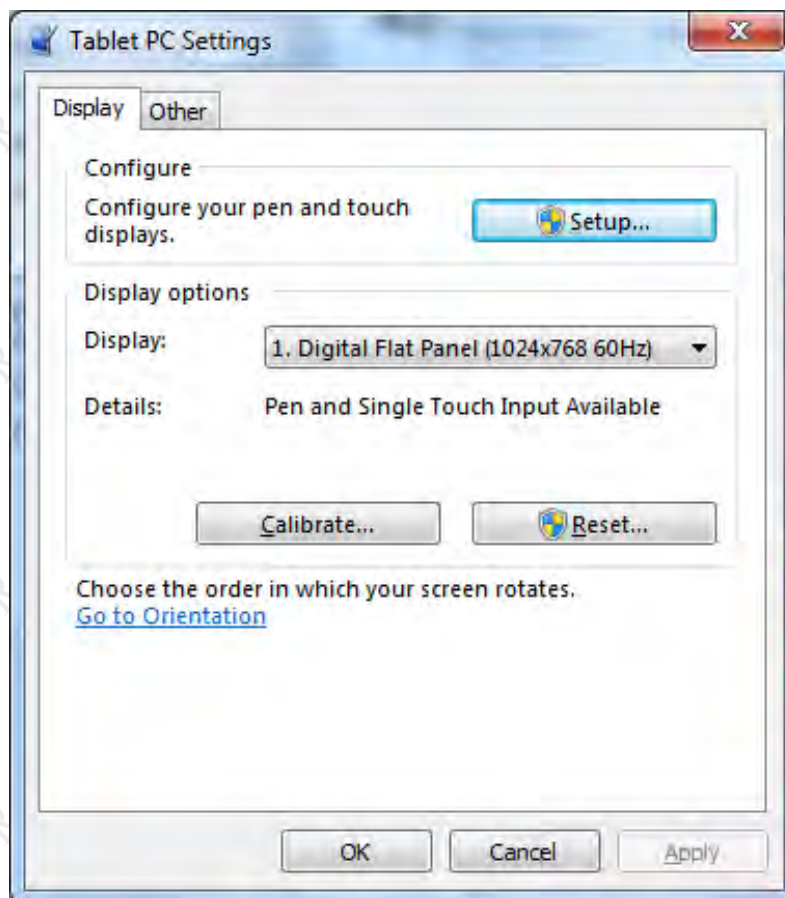 Tablet PC Settings
Display
Other
Configure
Configure your pen and touch
displays.
Setup...
Display options
Display:
1. Digital Flat Panel (1024x768 60Hz)
Details:
Pen and Single Touch Input Available
Calibrate...
Reset...
Choose the order in which your screen rotates.
Go to Orientation
OK
Cancel
Apply